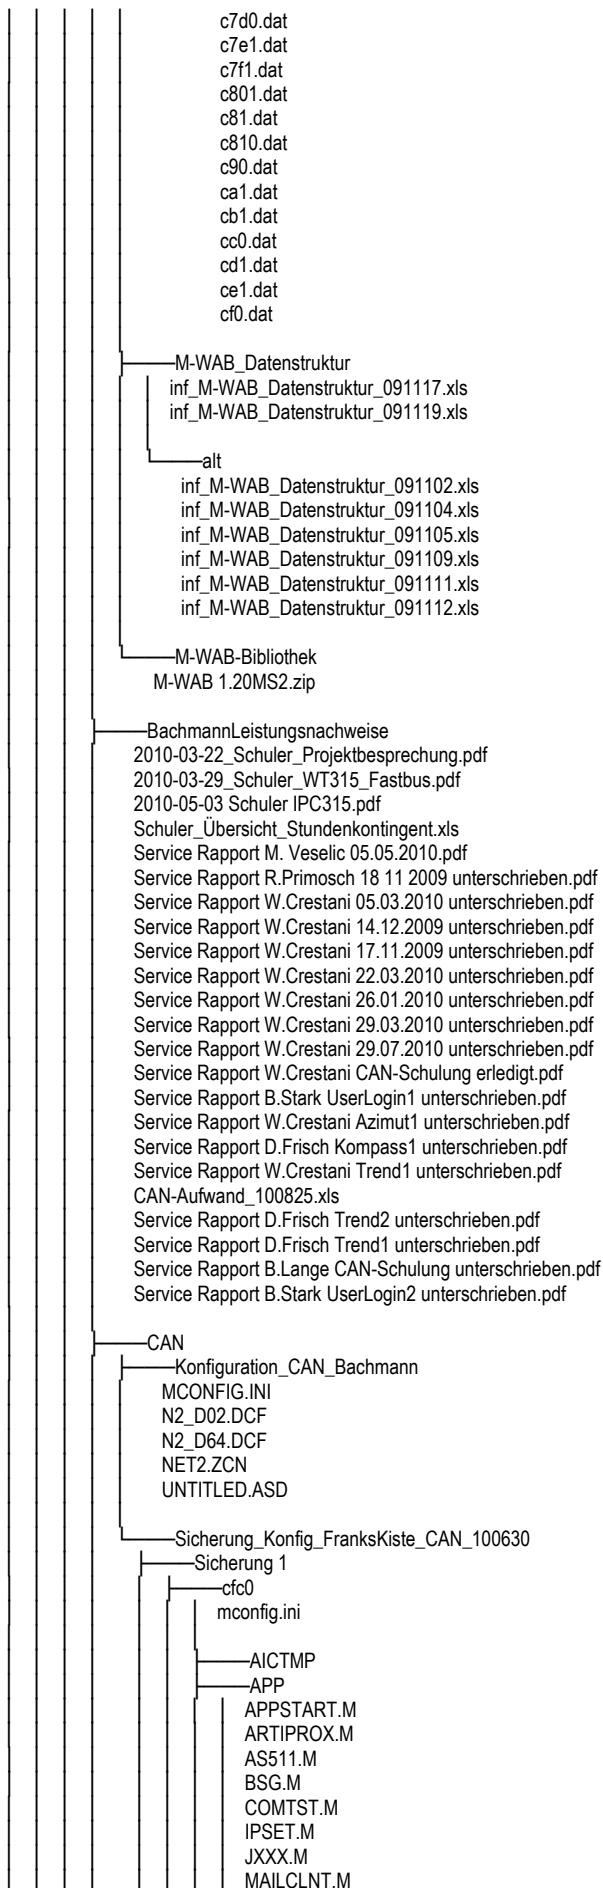 c7d0.dat
c7e1.dat
c7f1.dat
c801.dat
c81.dat
c810.dat
c90.dat
ca1.dat
cb1.dat
cc0.dat
cd1.dat
ce1.dat
cf0.dat
M-WAB_Datenstruktur
inf_M-WAB_Datenstruktur_091117.xls
inf_M-WAB_Datenstruktur_091119.xls
alt
inf_M-WAB_Datenstruktur_091102.xls
inf_M-WAB_Datenstruktur_091104.xls
inf_M-WAB_Datenstruktur_091105.xls
inf_M-WAB_Datenstruktur_091109.xls
inf_M-WAB_Datenstruktur_091111.xls
inf_M-WAB_Datenstruktur_091112.xls
M-WAB-Bibliothek
M-WAB 1.20MS2.zip
BachmannLeistungsnachweise
2010-03-22_Schuler_Projektbesprechung.pdf
2010-03-29_Schuler_WT315_Fastbus.pdf
2010-05-03 Schuler IPC315.pdf
Schuler_Übersicht_Stundenkontingent.xls
Service Rapport M. Veselic 05.05.2010.pdf
Service Rapport R.Primosch 18 11 2009 unterschrieben.pdf
Service Rapport W.Crestani 05.03.2010 unterschrieben.pdf
Service Rapport W.Crestani 14.12.2009 unterschrieben.pdf
Service Rapport W.Crestani 17.11.2009 unterschrieben.pdf
Service Rapport W.Crestani 22.03.2010 unterschrieben.pdf
Service Rapport W.Crestani 26.01.2010 unterschrieben.pdf
Service Rapport W.Crestani 29.03.2010 unterschrieben.pdf
Service Rapport W.Crestani 29.07.2010 unterschrieben.pdf
Service Rapport W.Crestani CAN-Schulung erledigt.pdf
Service Rapport B.Stark UserLogin1 unterschrieben.pdf
Service Rapport W.Crestani Azimut1 unterschrieben.pdf
Service Rapport D.Frisch Kompass1 unterschrieben.pdf
Service Rapport W.Crestani Trend1 unterschrieben.pdf
CAN-Aufwand_100825.xls
Service Rapport D.Frisch Trend2 unterschrieben.pdf
Service Rapport D.Frisch Trend1 unterschrieben.pdf
Service Rapport B.Lange CAN-Schulung unterschrieben.pdf
Service Rapport B.Stark UserLogin2 unterschrieben.pdf
CAN
Konfiguration_CAN_Bachmann
MCONFIG.INI
N2_D02.DCF
N2_D64.DCF
NET2.ZCN
UNTITLED.ASD
Sicherung_Konfig_FranksKiste_CAN_100630
Sicherung 1
cfc0
mconfig.ini
AICTMP
APP
APPSTART.M
ARTIPROX.M
AS511.M
BSG.M
COMTST.M
IPSET.M
JXXX.M
MAILCLNT.M